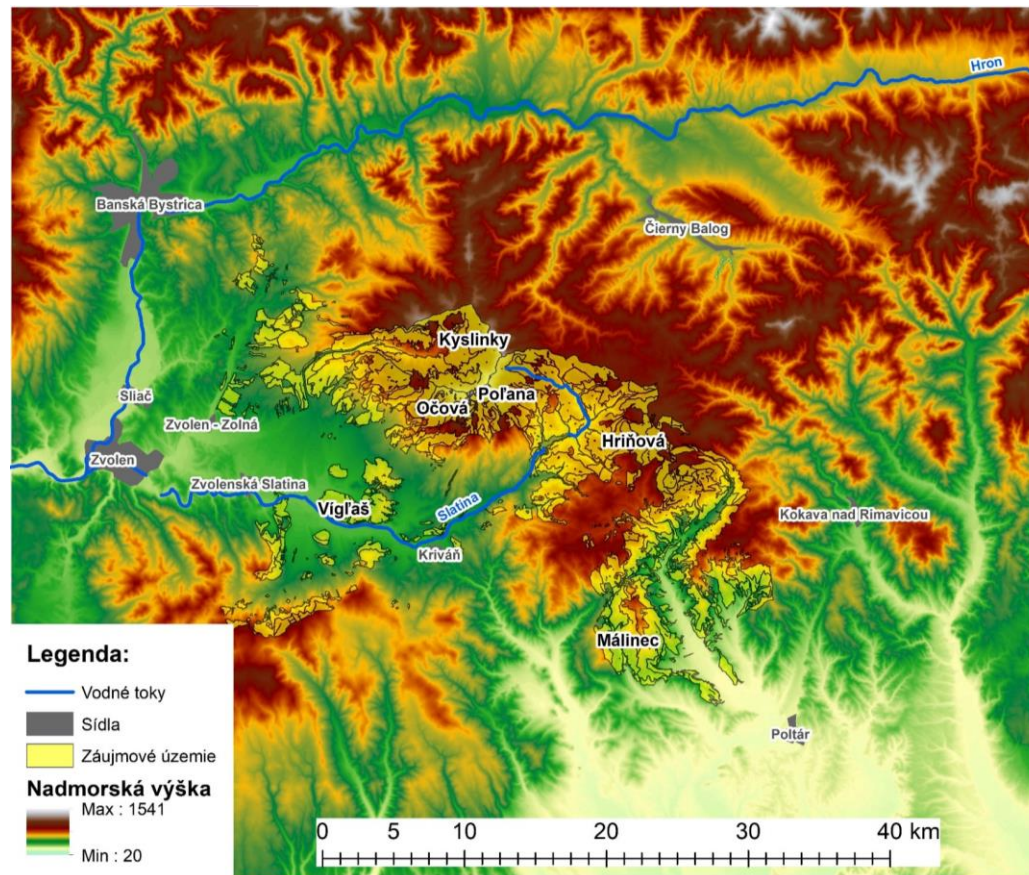 Hron
Banská Bystrica
Čierny Balog
Kyslinky
Poľana
Očová
Sliač
Zvolen - Zolná
Hriňová
Zvolen
Zvolenská Slatina
Vígľaš
Slatina
Kokava nad Rimavicou
Kriváň
Málinec
Poltár
Legenda:
Vodné toky
Sídla
Záujmové územie
Nadmorská výška
Max : 1541
Min : 20
0 5 10 20 30 40 km